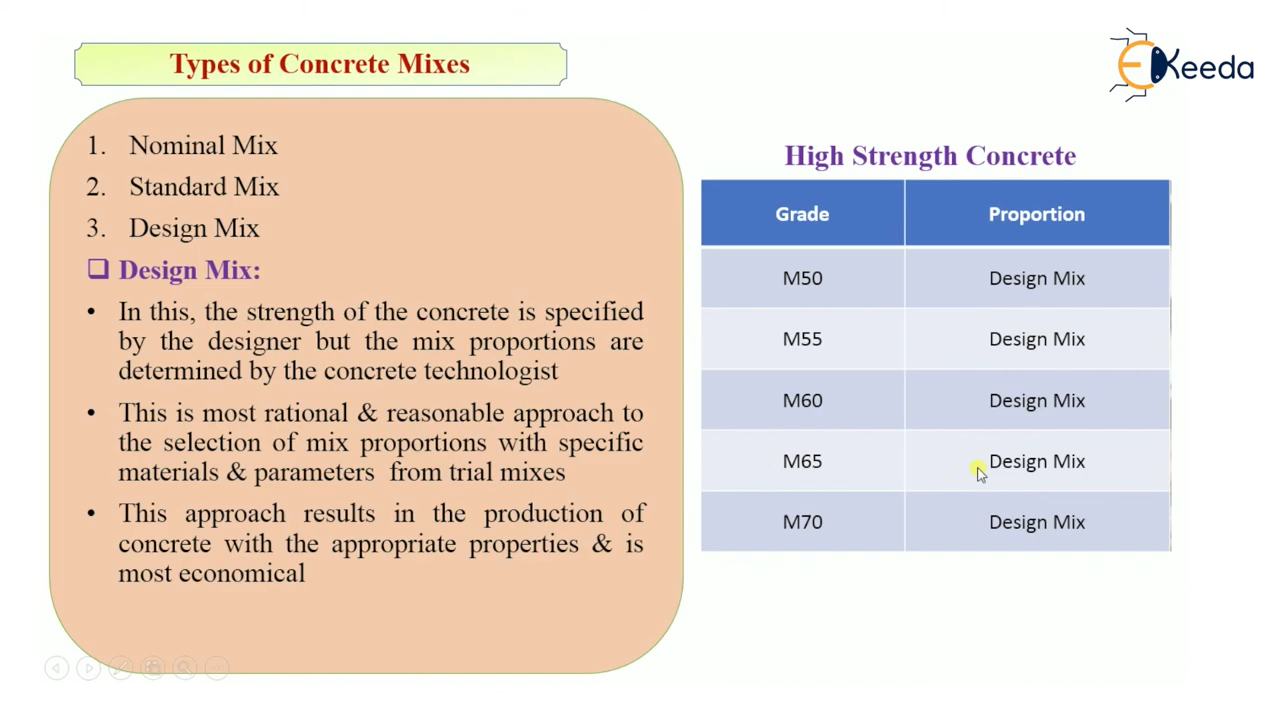 Types of Concrete Mixes
EKeeda
1. Nominal Mix
2. Standard Mix
3. Design Mix
❑ Design Mix:
• In this, the strength of the concrete is specified
by the designer but the mix proportions are
determined by the concrete technologist
• This is most rational & reasonable approach to
the selection of mix proportions with specific
materials & parameters from trial mixes
• This approach results in the production of
concrete with the appropriate properties & is
most economical
High Strength Concrete
Grade Proportion
M50 Design Mix
M55 Design Mix
M60 Design Mix
M65 Design Mix
M70 Design Mix